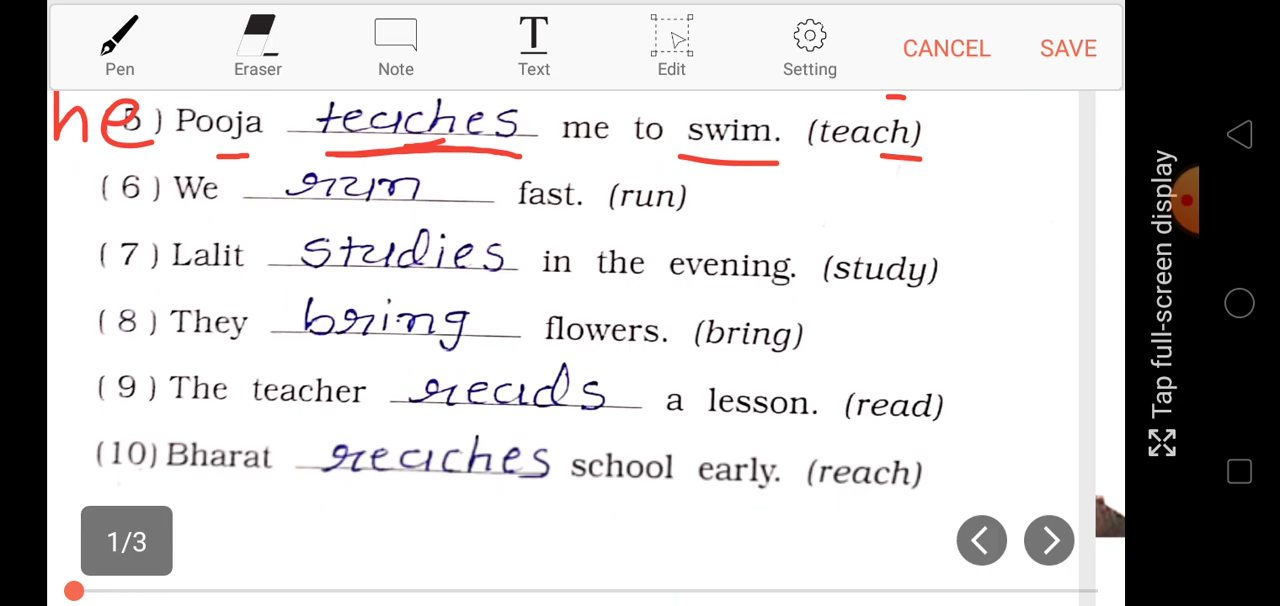 Pen Eraser Note Text Edit Setting CANCEL SAVE
he
( 5 ) Pooja teaches me to swim. (teach)
( 6 ) We run fast. (run)
( 7 ) Lalit studies in the evening. (study)
( 8 ) They bring flowers. (bring)
( 9 ) The teacher reads a lesson. (read)
(10) Bharat reaches school early. (reach)
1/3
Tap full-screen display